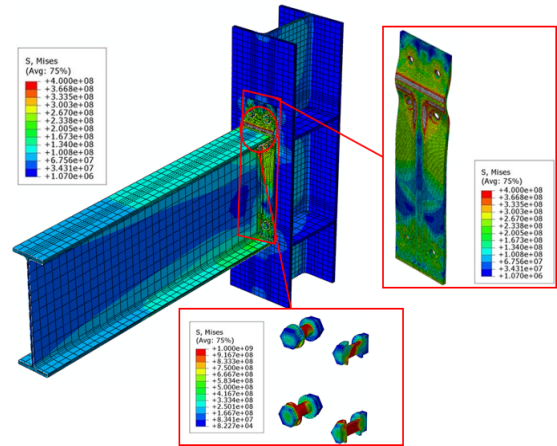 S, Mises
(Avg: 75%)
+4.000e+08
+3.668e+08
+3.335e+08
+3.003e+08
+2.670e+08
+2.338e+08
+2.005e+08
+1.673e+08
+1.340e+08
+1.008e+08
+6.756e+07
+3.431e+07
+1.070e+06
S, Mises
(Avg: 75%)
+4.000e+08
+3.668e+08
+3.335e+08
+3.003e+08
+2.670e+08
+2.338e+08
+2.005e+08
+1.673e+08
+1.340e+08
+1.008e+08
+6.756e+07
+3.431e+07
+1.070e+06
S, Mises
(Avg: 75%)
+1.000e+09
+9.167e+08
+8.333e+08
+7.500e+08
+6.667e+08
+5.834e+08
+5.000e+08
+4.167e+08
+3.334e+08
+2.501e+08
+1.667e+08
+8.341e+07
+8.227e+04